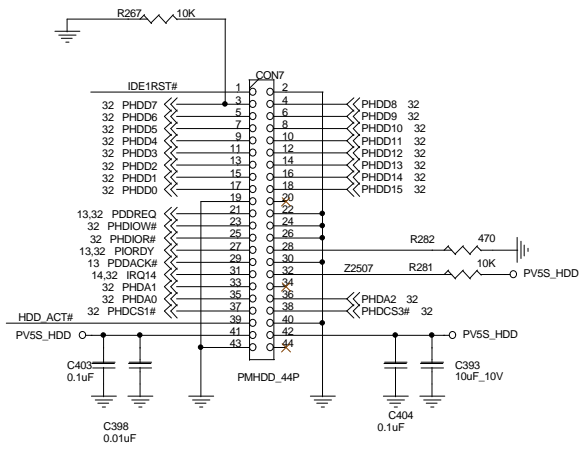 R267 10K
CON7
IDE1RST# 1 2
32 PHDD7 3 4 PHDD8 32
32 PHDD6 5 6 PHDD9 32
32 PHDD5 7 8 PHDD10 32
32 PHDD4 9 10 PHDD11 32
32 PHDD3 11 12 PHDD12 32
32 PHDD2 13 14 PHDD13 32
32 PHDD1 15 16 PHDD14 32
32 PHDD0 17 18 PHDD15 32
19 20
13,32 PDDREQ 21 22
32 PHDIOW# 23 24
32 PHDIOR# 25 26 R282 470
13,32 PIORDY 27 28
13 PDDACK# 29 30
14,32 IRQ14 31 32 Z2507 R281 10K PV5S_HDD
32 PHDA1 33 34
32 PHDA0 35 36 PHDA2 32
32 PHDCS1# 37 38 PHDCS3# 32
HDD_ACT# 39 40
PV5S_HDD 41 42 PV5S_HDD
43 44
C403
0.1uF
C398
0.01uF
PMHDD_44P
C404
0.1uF
C393
10uF_10V